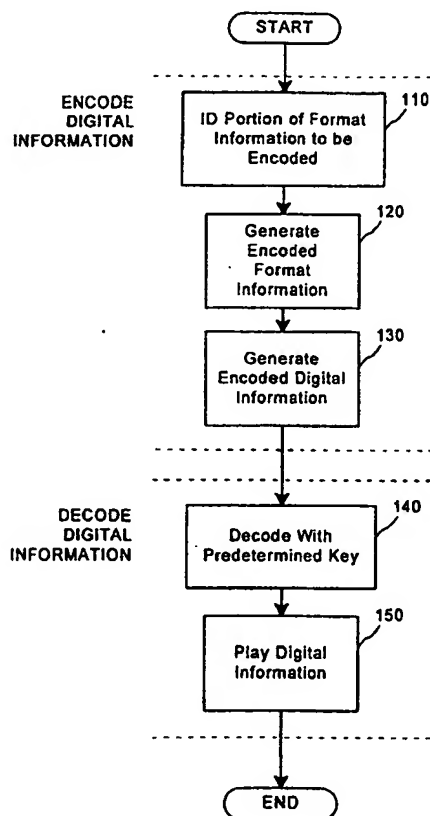 START
ENCODE
DIGITAL
INFORMATION
ID Portion of Format
Information to be
Encoded
110
Generate
Encoded
Format
Information
120
Generate
Encoded Digital
Information
130
DECODE
DIGITAL
INFORMATION
Decode With
Predetermined Key
140
Play Digital
Information
150
END